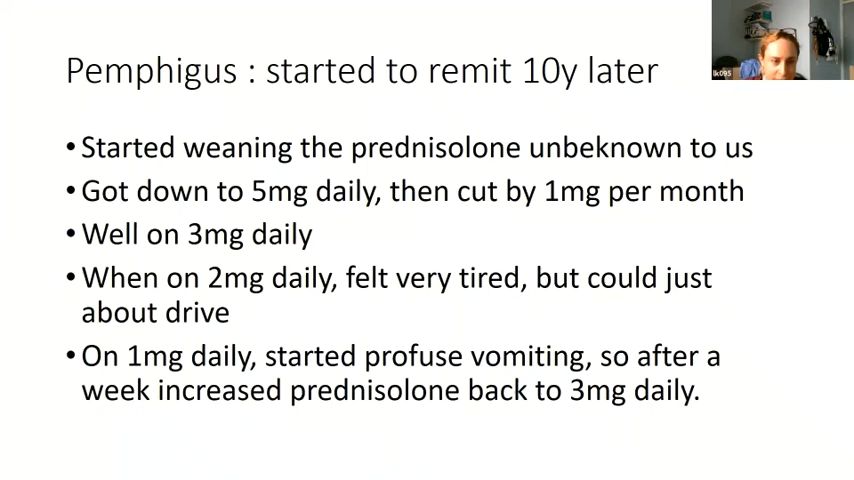 Pemphigus : started to remit 10y later
lk095
• Started weaning the prednisolone unbeknown to us
• Got down to 5mg daily, then cut by 1mg per month
• Well on 3mg daily
• When on 2mg daily, felt very tired, but could just
about drive
• On 1mg daily, started profuse vomiting, so after a
week increased prednisolone back to 3mg daily.